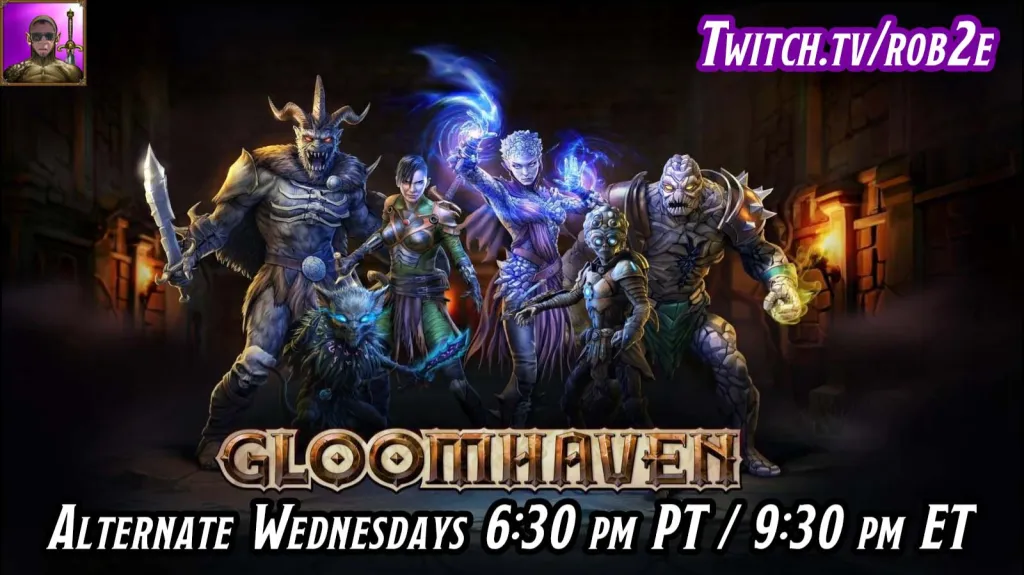 Twitch.tv/rob2e
GLOOMHAVEN
Alternate Wednesdays 6:30 pm PT / 9:30 pm ET